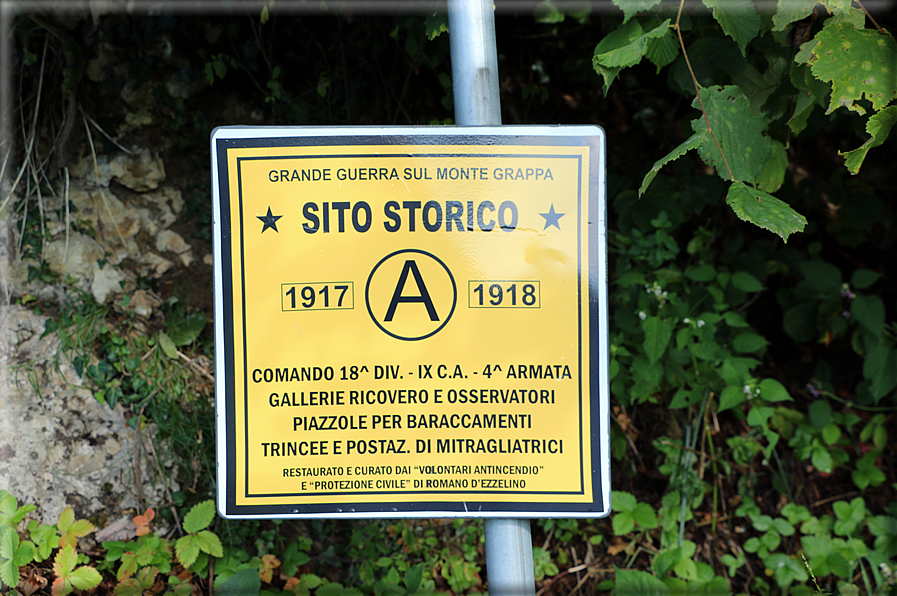 GRANDE GUERRA SUL MONTE GRAPPA
★ SITO STORICO ★
1917 A 1918
COMANDO 18^ DIV. - IX C.A. - 4^ ARMATA
GALLERIE RICOVERO E OSSERVATORI
PIAZZOLE PER BARACCAMENTI
TRINCEE E POSTAZ. DI MITRAGLIATRICI
RESTAURATO E CURATO DAI “VOLONTARI ANTINCENDIO”
E “PROTEZIONE CIVILE” DI ROMANO D’EZZELINO